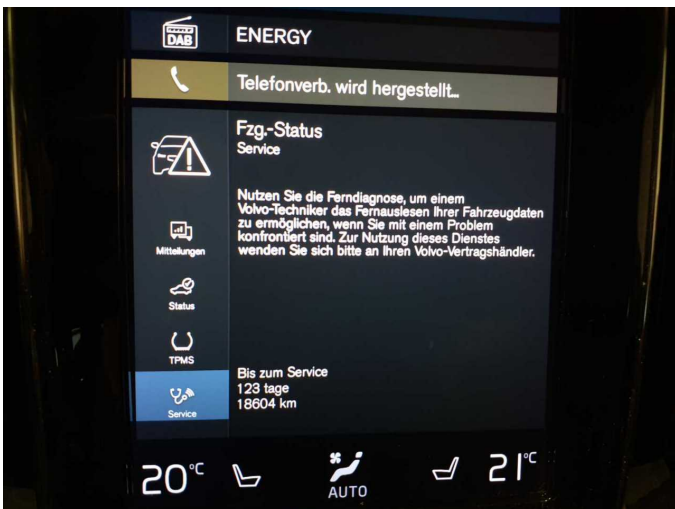 DAB
ENERGY
Telefonverb. wird hergestellt...
Fzg.-Status
Service
Nutzen Sie die Ferndiagnose, um einem
Volvo-Techniker das Fernauslesen Ihrer Fahrzeugdaten
zu ermöglichen, wenn Sie mit einem Problem
konfrontiert sind. Zur Nutzung dieses Dienstes
wenden Sie sich bitte an Ihren Volvo-Vertragshändler.
Mitteilungen
Status
TPMS
Service
Bis zum Service
123 tage
18604 km
20°C
AUTO
21°C